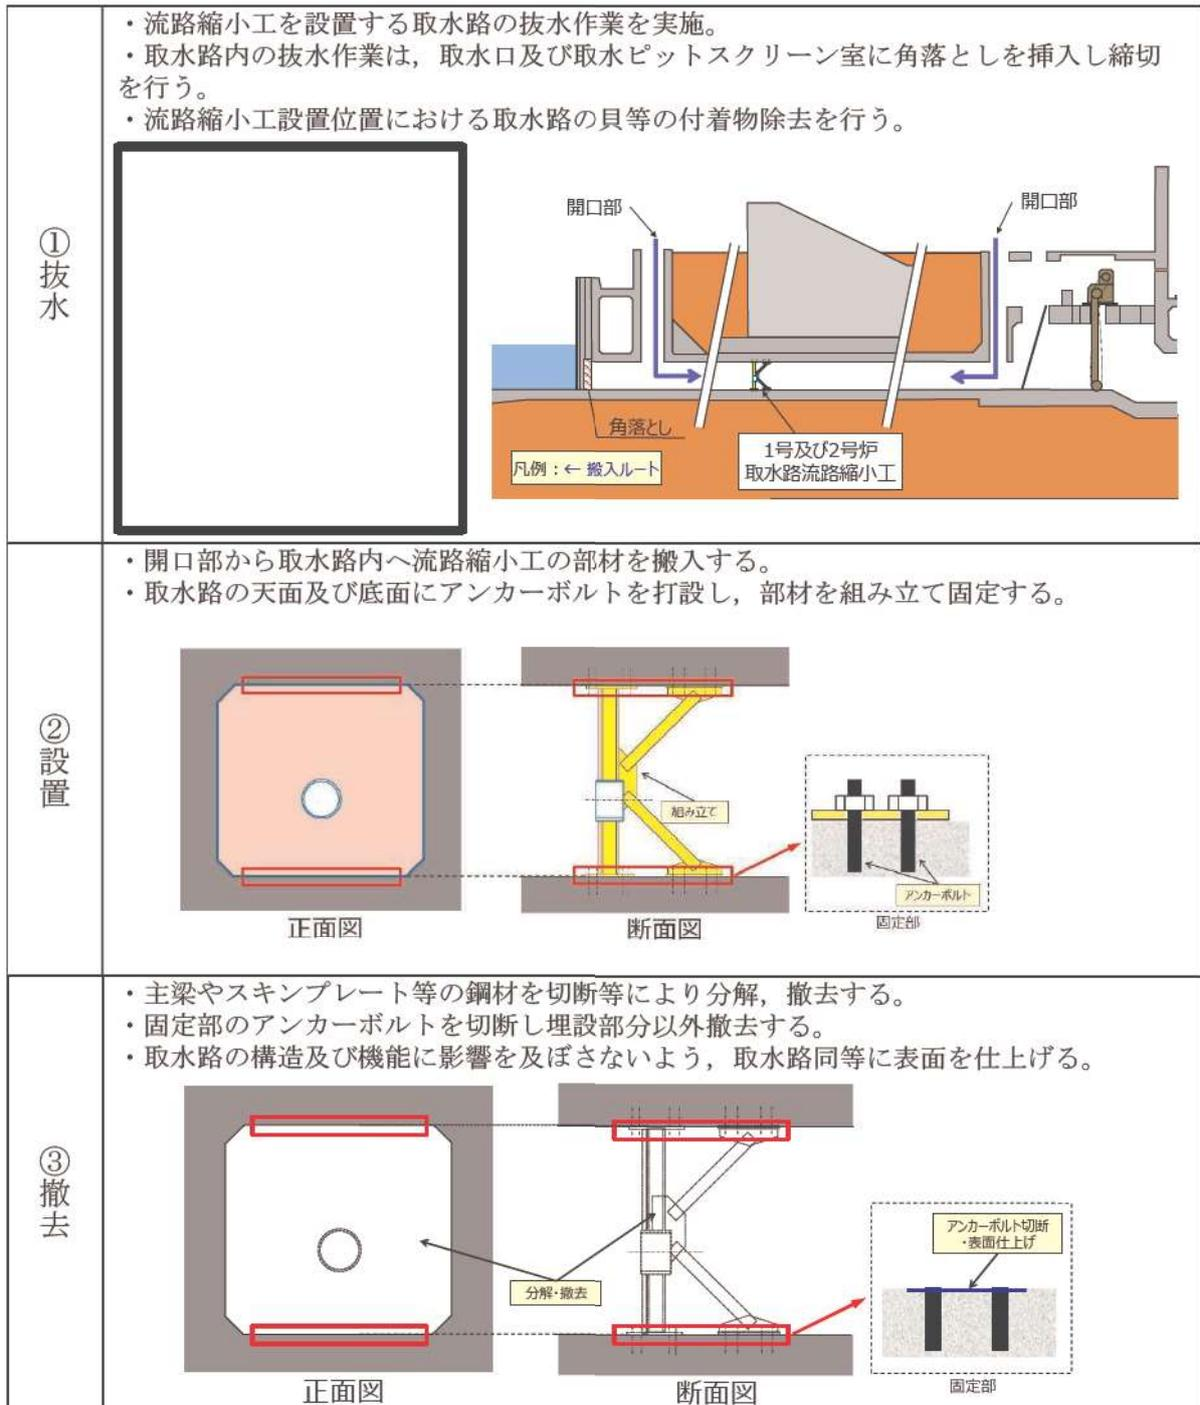 ①抜水
・流路縮小工を設置する取水路の抜水作業を実施。
・取水路内の抜水作業は，取水口及び取水ピットスクリーン室に角落としを挿入し締切
を行う。
・流路縮小工設置位置における取水路の貝等の付着物除去を行う。
開口部
開口部
角落とし
1号及び2号炉
取水路流路縮小工
凡例：← 搬入ルート
②設置
・開口部から取水路内へ流路縮小工の部材を搬入する。
・取水路の天面及び底面にアンカーボルトを打設し，部材を組み立て固定する。
組み立て
アンカーボルト
固定部
正面図
断面図
③撤去
・主梁やスキンプレート等の鋼材を切断等により分解，撤去する。
・固定部のアンカーボルトを切断し埋設部分以外撤去する。
・取水路の構造及び機能に影響を及ぼさないよう，取水路同等に表面を仕上げる。
分解・撤去
アンカーボルト切断
・表面仕上げ
固定部
正面図
断面図